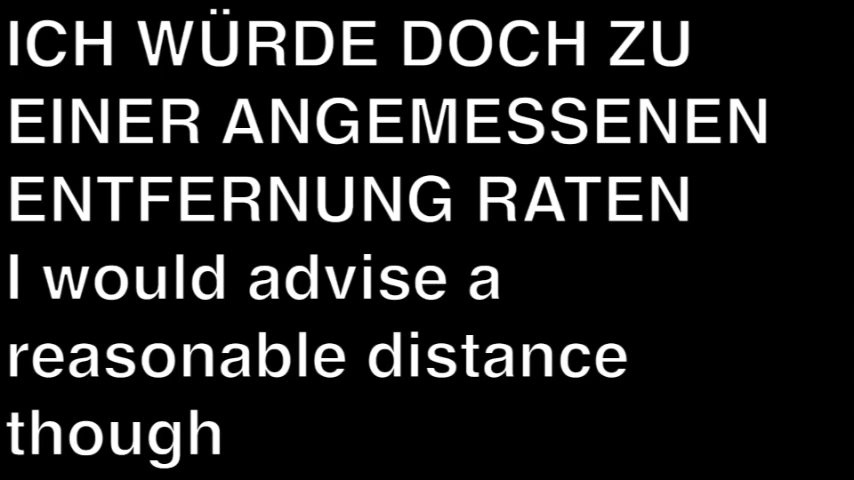 ICH WÜRDE DOCH ZU
EINER ANGEMESSENEN
ENTFERNUNG RATEN
I would advise a
reasonable distance
though